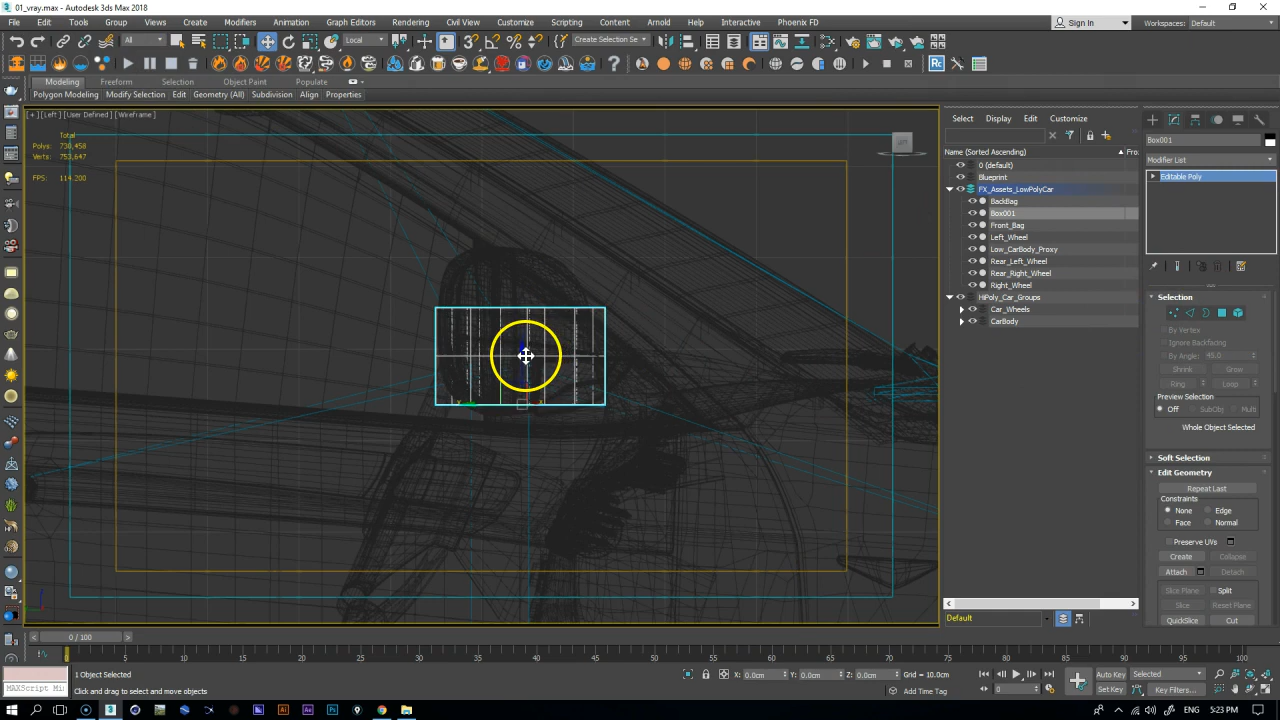 01_vray.max - Autodesk 3ds Max 2018
File Edit Tools Group Views Create Modifiers Animation Graph Editors Rendering Civil View Customize Scripting Content Arnold Help Interactive Phoenix FD Sign In Workspaces: Default
All Local Create Selection Se
Modeling Freeform Selection Object Paint Populate
Polygon Modeling Modify Selection Edit Geometry (All) Subdivision Align Properties
[+] [Left] [User Defined] [Wireframe]
Total
Polys: 730,458
Verts: 753,647
FPS: 114.200
Select Display Edit Customize
Name (Sorted Ascending) Fro
0 (default)
Blueprint
FX_Assets_LowPolyCar
BackBag
Box001
Front_Bag
Left_Wheel
Low_CarBody_Proxy
Rear_Left_Wheel
Rear_Right_Wheel
Right_Wheel
HiPoly_Car_Groups
Car_Wheels
CarBody
Default
Box001
Modifier List
Editable Poly
Selection
By Vertex
Ignore Backfacing
By Angle: 45.0
Shrink Grow
Ring Loop
Preview Selection
Off SubObj Multi
Whole Object Selected
Soft Selection
Edit Geometry
Repeat Last
Constraints
None Edge
Face Normal
Preserve UVs
Create Collapse
Attach Detach
Slice Plane Split
Slice Reset Plane
QuickSlice Cut
0 / 100
0 5 10 15 20 25 30 35 40 45 50 55 60 65 70 75 80 85 90 95 100
1 Object Selected
X: 0.0cm Y: 0.0cm Z: 0.0cm Grid = 10.0cm
Auto Key Selected
MAXScript Mi
Click and drag to select and move objects
Add Time Tag
0
Set Key Key Filters...
ENG 5:23 PM